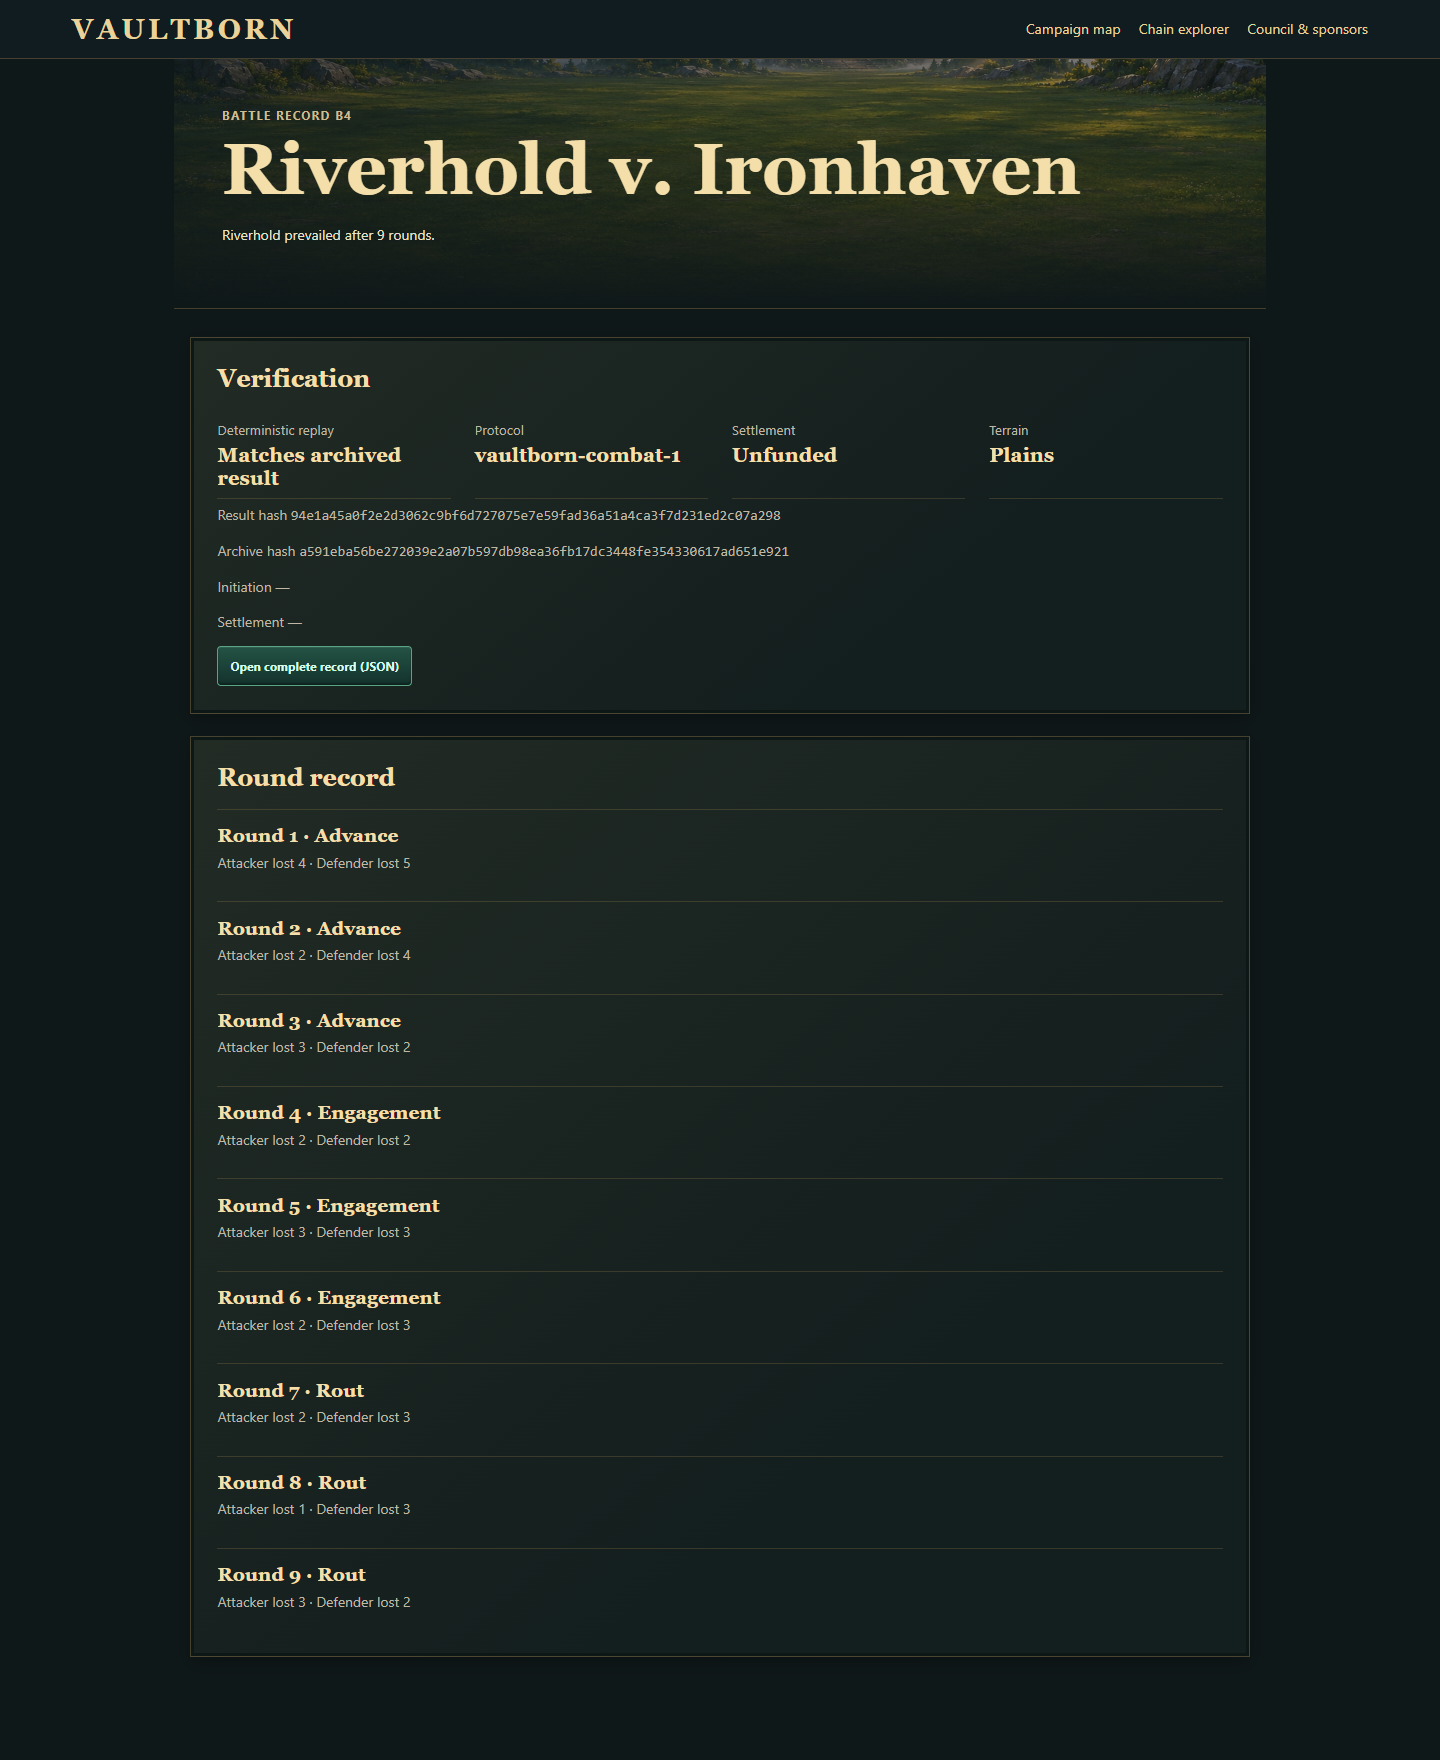 VAULTBORN
Campaign map Chain explorer Council & sponsors
BATTLE RECORD B4
Riverhold v. Ironhaven
Riverhold prevailed after 9 rounds.
Verification
Deterministic replay
Matches archived
result
Protocol
vaultborn-combat-1
Settlement
Unfunded
Terrain
Plains
Result hash 94e1a45a0f2e2d3062c9bf6d727075e7e59fad36a51a4ca3f7d231ed2c07a298
Archive hash a591eba56be272039e2a07b597db98ea36fb17dc3448fe354330617ad651e921
Initiation —
Settlement —
Open complete record (JSON)
Round record
Round 1 · Advance
Attacker lost 4 · Defender lost 5
Round 2 · Advance
Attacker lost 2 · Defender lost 4
Round 3 · Advance
Attacker lost 3 · Defender lost 2
Round 4 · Engagement
Attacker lost 2 · Defender lost 2
Round 5 · Engagement
Attacker lost 3 · Defender lost 3
Round 6 · Engagement
Attacker lost 2 · Defender lost 3
Round 7 · Rout
Attacker lost 2 · Defender lost 3
Round 8 · Rout
Attacker lost 1 · Defender lost 3
Round 9 · Rout
Attacker lost 3 · Defender lost 2